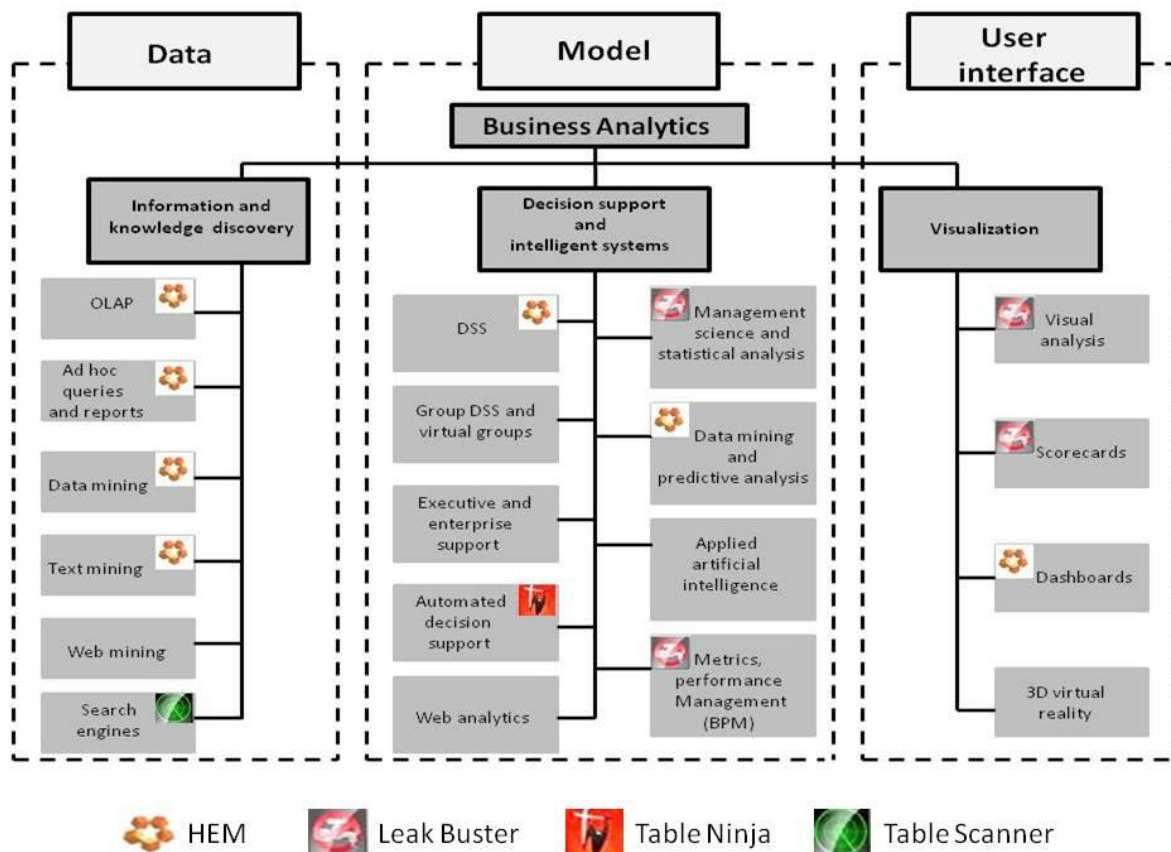 Data
Model
User
interface
Business Analytics
Information and
knowledge discovery
Decision support
and
intelligent systems
Visualization
OLAP
Ad hoc
queries
and reports
Data mining
Text mining
Web mining
Search
engines
DSS
Group DSS and
virtual groups
Executive and
enterprise
support
Automated
decision
support
Web analytics
Management
science and
statistical analysis
Data mining
and
predictive analysis
Applied
artificial
intelligence
Metrics,
performance
Management
(BPM)
Visual
analysis
Scorecards
Dashboards
3D virtual
reality
HEM
Leak Buster
Table Ninja
Table Scanner